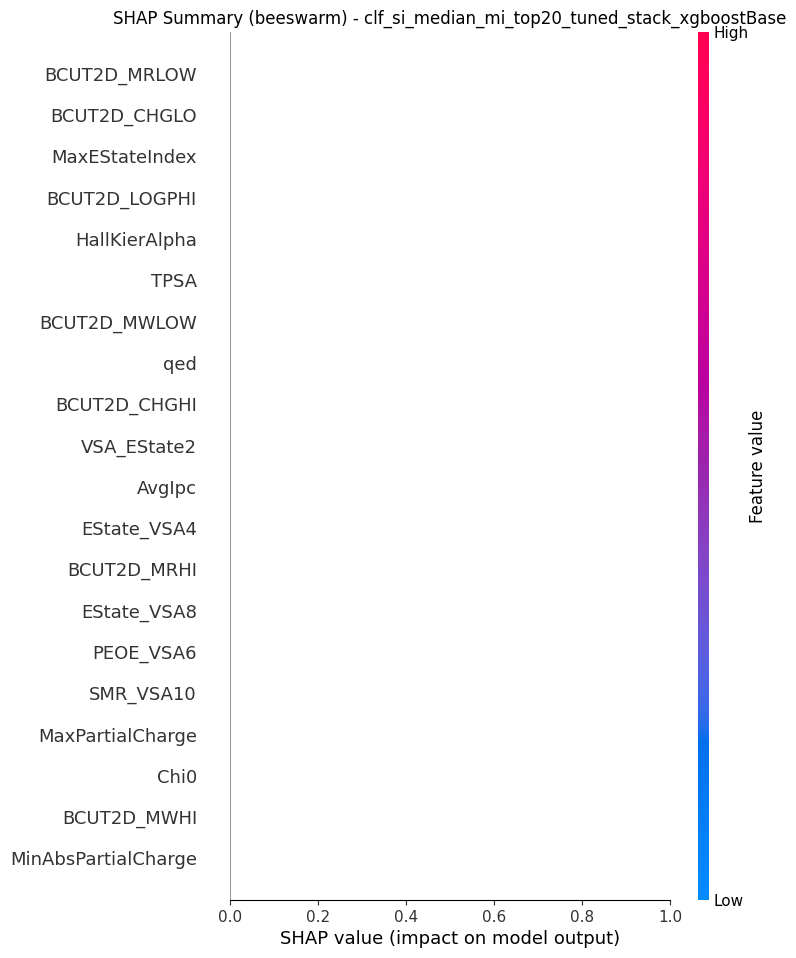 SHAP Summary (beeswarm) - clf_si_median_mi_top20_tuned_stack_xgboostBase
High
BCUT2D_MRLOW
BCUT2D_CHGLO
MaxEStateIndex
BCUT2D_LOGPHI
HallKierAlpha
TPSA
BCUT2D_MWLOW
qed
BCUT2D_CHGHI
VSA_EState2
AvgIpc
EState_VSA4
BCUT2D_MRHI
EState_VSA8
PEOE_VSA6
SMR_VSA10
MaxPartialCharge
Chi0
BCUT2D_MWHI
MinAbsPartialCharge
Feature value
Low
0.0 0.2 0.4 0.6 0.8 1.0
SHAP value (impact on model output)